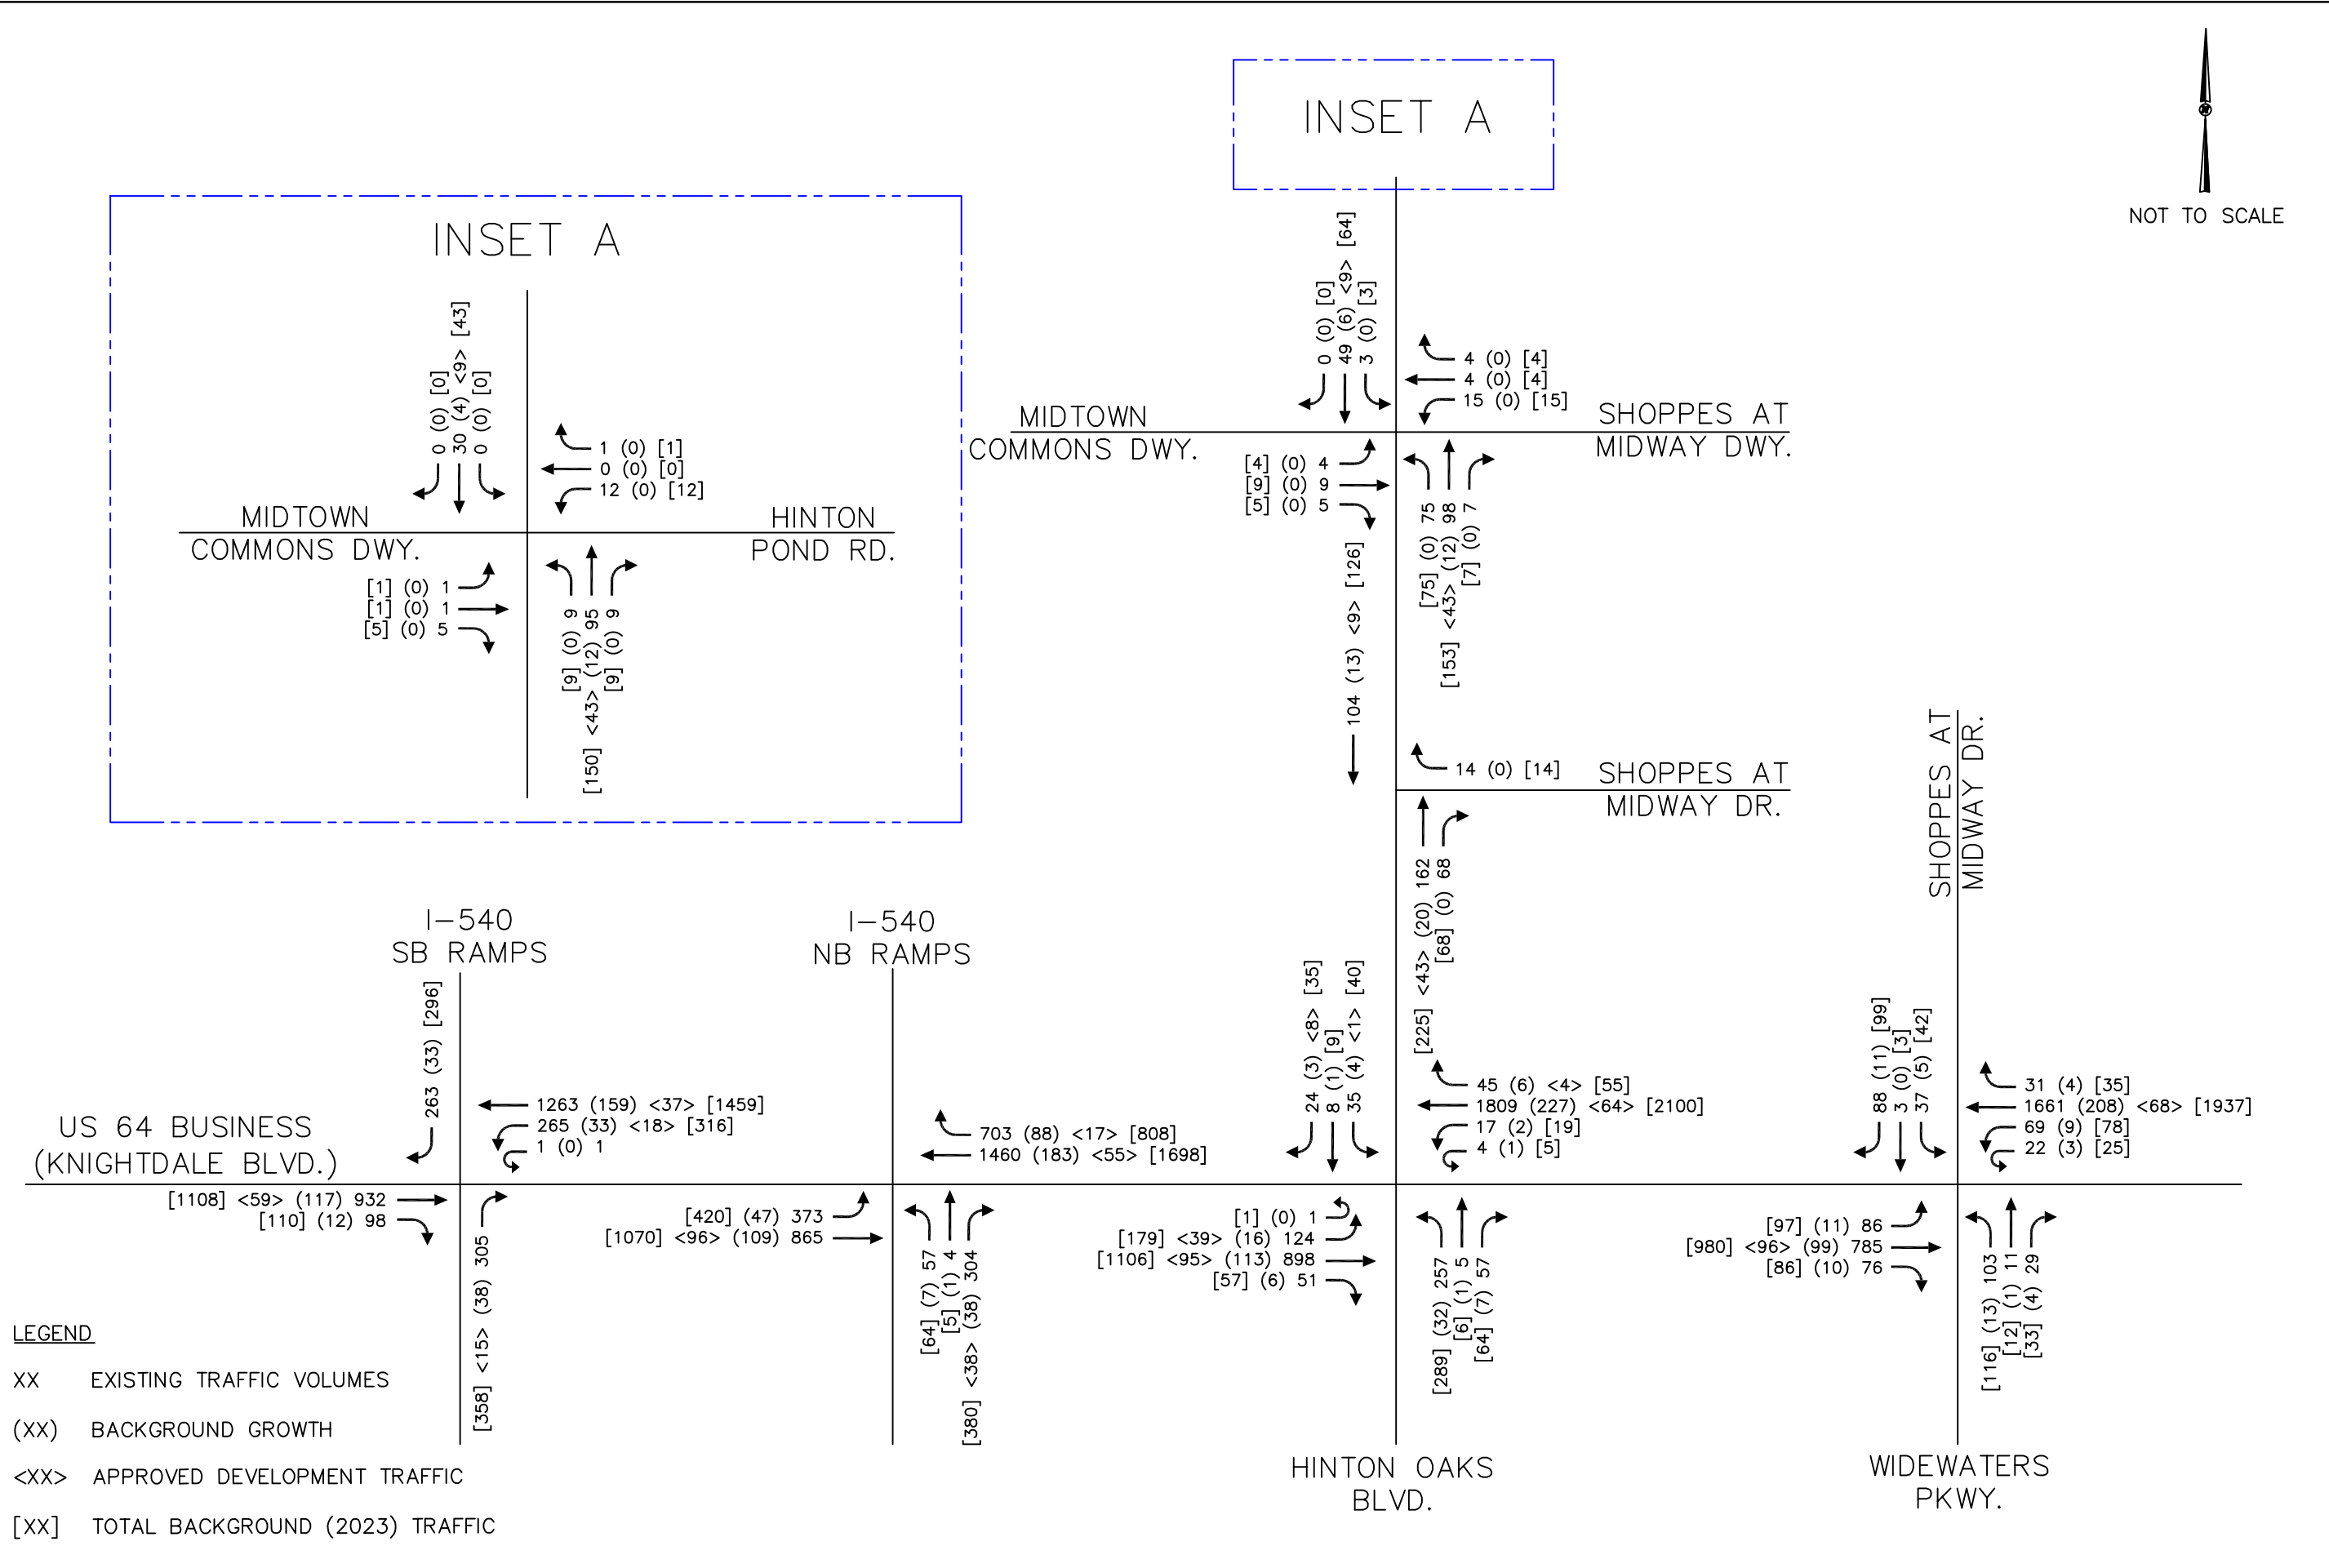 INSET A
NOT TO SCALE
INSET A
0 (0) [0]
30 (4) <9> [43]
0 (0) [0]
1 (0) [1]
0 (0) [0]
12 (0) [12]
MIDTOWN
COMMONS DWY.
HINTON
POND RD.
[1] (0) 1
[1] (0) 1
[5] (0) 5
[9] (0) 9
[150] <43> (12) 95
[9] (0) 9
0 (0) [0]
49 (6) <9> [64]
3 (0) [3]
4 (0) [4]
4 (0) [4]
15 (0) [15]
MIDTOWN
COMMONS DWY.
SHOPPES AT
MIDWAY DWY.
[4] (0) 4
[9] (0) 9
[5] (0) 5
[75] (0) 75
[153] <43> (12) 98
[7] (0) 7
104 (13) <9> [126]
14 (0) [14]
SHOPPES AT
MIDWAY DR.
[225] <43> (20) 162
[68] (0) 68
SHOPPES AT
MIDWAY DR.
I-540
SB RAMPS
263 (33) [296]
1263 (159) <37> [1459]
265 (33) <18> [316]
1 (0) 1
US 64 BUSINESS
(KNIGHTDALE BLVD.)
[1108] <59> (117) 932
[110] (12) 98
[358] <15> (38) 305
I-540
NB RAMPS
703 (88) <17> [808]
1460 (183) <55> [1698]
[420] (47) 373
[1070] <96> (109) 865
[64] (7) 57
[5] (1) 4
[380] <38> (38) 304
24 (3) <8> [35]
8 (1) [9]
35 (4) <1> [40]
45 (6) <4> [55]
1809 (227) <64> [2100]
17 (2) [19]
4 (1) [5]
[1] (0) 1
[179] <39> (16) 124
[1106] <95> (113) 898
[57] (6) 51
[289] (32) 257
[6] (1) 5
[64] (7) 57
HINTON OAKS
BLVD.
88 (11) [99]
3 (0) [3]
37 (5) [42]
31 (4) [35]
1661 (208) <68> [1937]
69 (9) [78]
22 (3) [25]
[97] (11) 86
[980] <96> (99) 785
[86] (10) 76
[116] (13) 103
[12] (1) 11
[33] (4) 29
WIDEWATERS
PKWY.
LEGEND
XX EXISTING TRAFFIC VOLUMES
(XX) BACKGROUND GROWTH
<XX> APPROVED DEVELOPMENT TRAFFIC
[XX] TOTAL BACKGROUND (2023) TRAFFIC